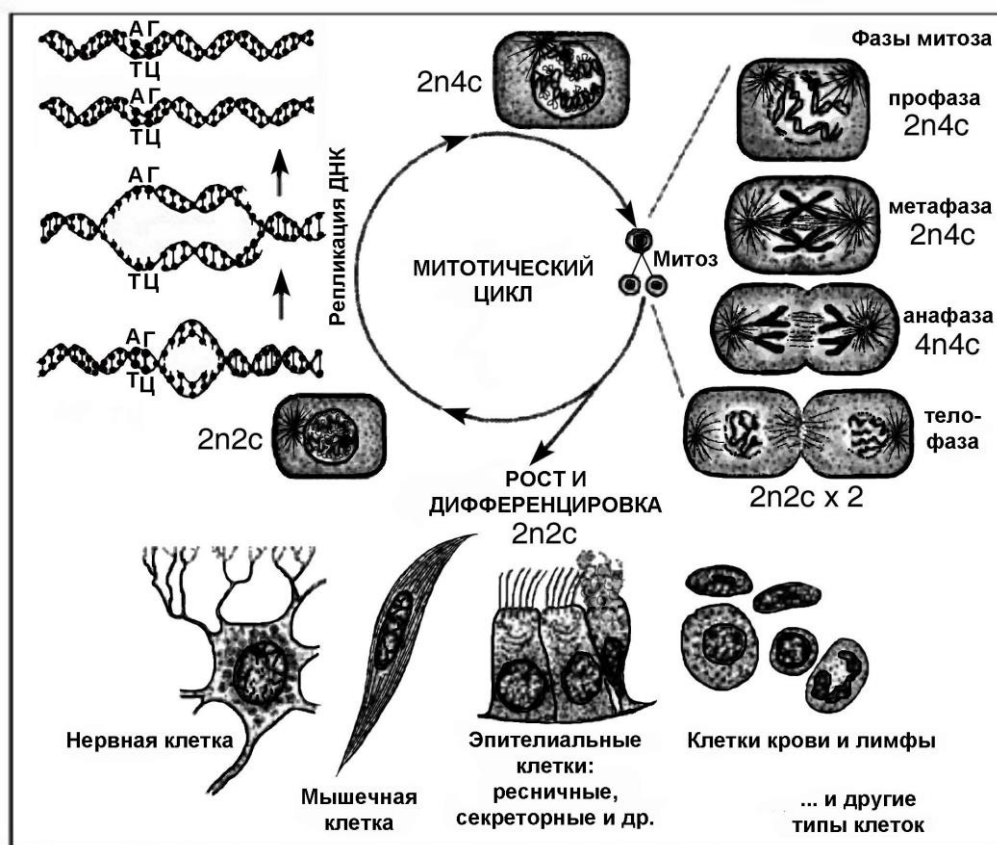 АГ
ТЦ
АГ
ТЦ
АГ
ТЦ
АГ
ТЦ
Репликация ДНК
2n4c
2n2c
МИТОТИЧЕСКИЙ
ЦИКЛ
Митоз
Фазы митоза
профаза
2n4c
метафаза
2n4c
анафаза
4n4c
тело-
фаза
2n2c x 2
РОСТ И
ДИФФЕРЕНЦИРОВКА
2n2c
Нервная клетка
Мышечная
клетка
Эпителиальные
клетки:
ресничные,
секреторные и др.
Клетки крови и лимфы
... и другие
типы клеток